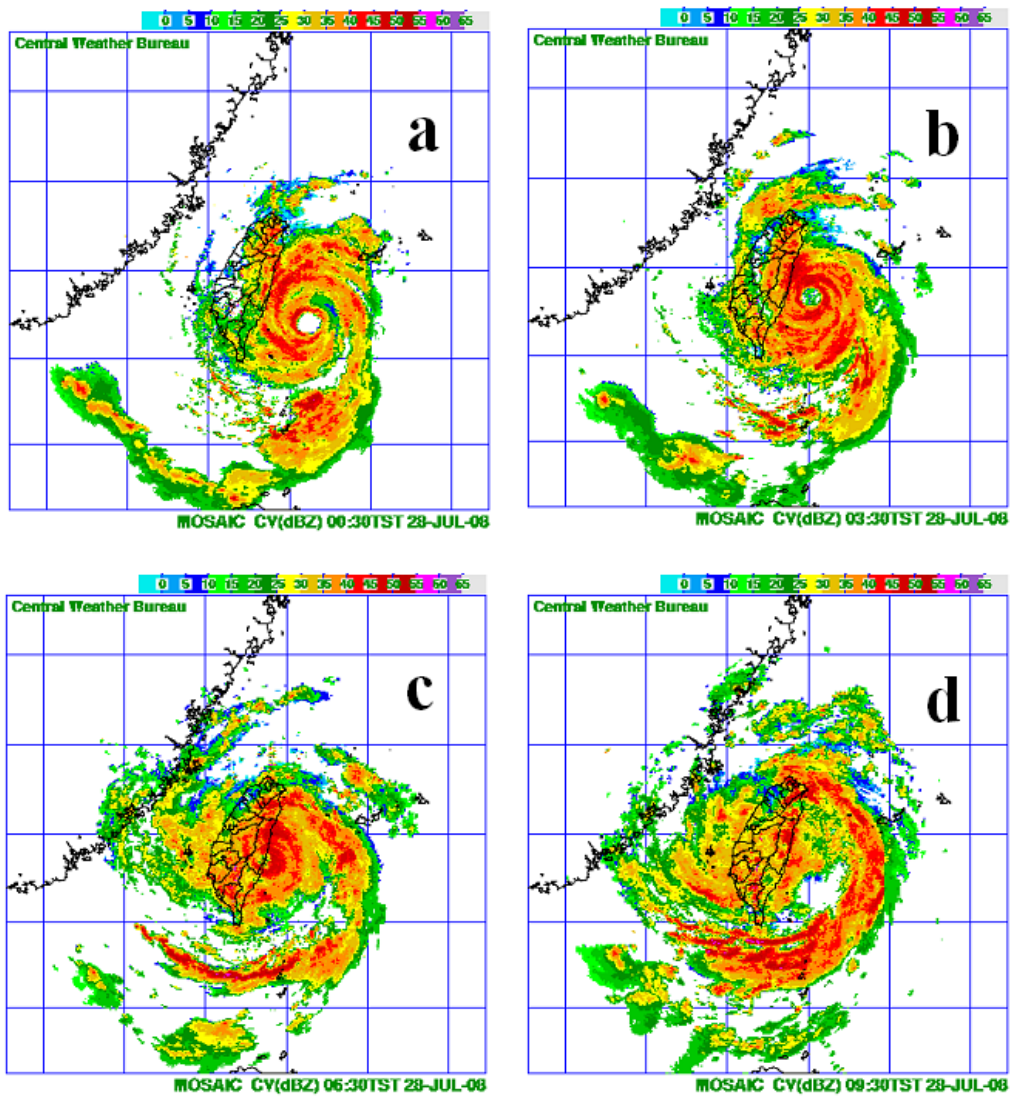 0 5 10 15 20 25 30 35 40 45 50 55 60 65
Central Weather Bureau
a
MOSAIC CV(dBZ) 00:30TST 28-JUL-08
0 5 10 15 20 25 30 35 40 45 50 55 60 65
Central Weather Bureau
b
MOSAIC CV(dBZ) 03:30TST 28-JUL-08
0 5 10 15 20 25 30 35 40 45 50 55 60 65
Central Weather Bureau
c
MOSAIC CV(dBZ) 06:30TST 28-JUL-08
0 5 10 15 20 25 30 35 40 45 50 55 60 65
Central Weather Bureau
d
MOSAIC CV(dBZ) 09:30TST 28-JUL-08